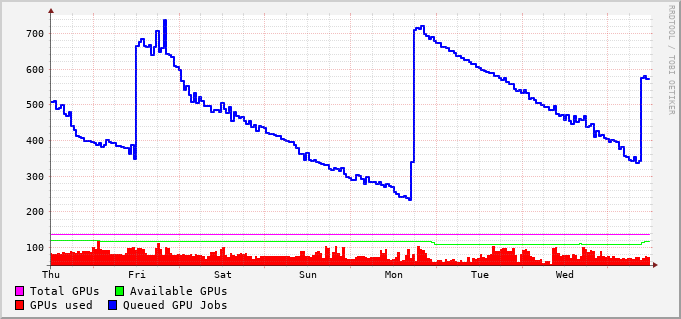 RRDTOOL / TOBI OETIKER
700
600
500
400
300
200
100
Thu Fri Sat Sun Mon Tue Wed
Total GPUs Available GPUs
GPUs used Queued GPU Jobs